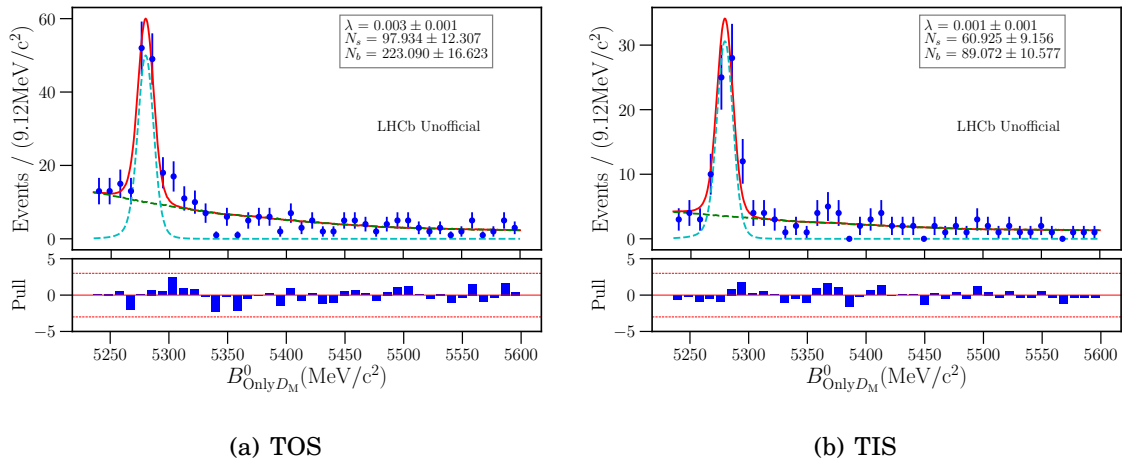 60
40
20
0
Events / (9.12MeV/c²)
λ = 0.003 ± 0.001
N_s = 97.934 ± 12.307
N_b = 223.090 ± 16.623
LHCb Unofficial
5
0
−5
Pull
5250 5300 5350 5400 5450 5500 5550 5600
B⁰_OnlyD_M (MeV/c²)
(a) TOS
30
20
10
0
Events / (9.12MeV/c²)
λ = 0.001 ± 0.001
N_s = 60.925 ± 9.156
N_b = 89.072 ± 10.577
LHCb Unofficial
5
0
−5
Pull
5250 5300 5350 5400 5450 5500 5550 5600
B⁰_OnlyD_M (MeV/c²)
(b) TIS